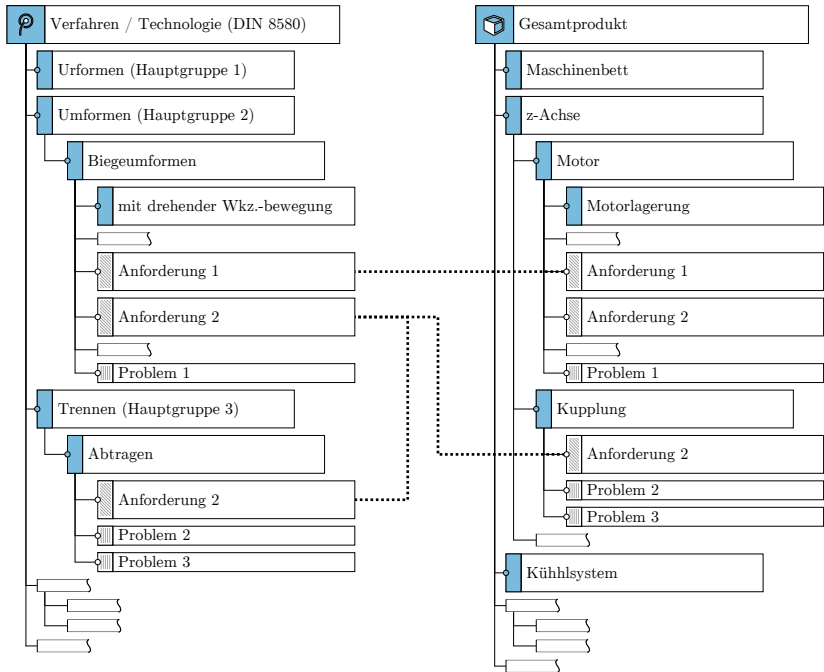 Verfahren / Technologie (DIN 8580)
Urformen (Hauptgruppe 1)
Umformen (Hauptgruppe 2)
Biegeumformen
mit drehender Wkz.-bewegung
Anforderung 1
Anforderung 2
Problem 1
Trennen (Hauptgruppe 3)
Abtragen
Anforderung 2
Problem 2
Problem 3
Gesamtprodukt
Maschinenbett
z-Achse
Motor
Motorlagerung
Anforderung 1
Anforderung 2
Problem 1
Kupplung
Anforderung 2
Problem 2
Problem 3
Kühhlsystem